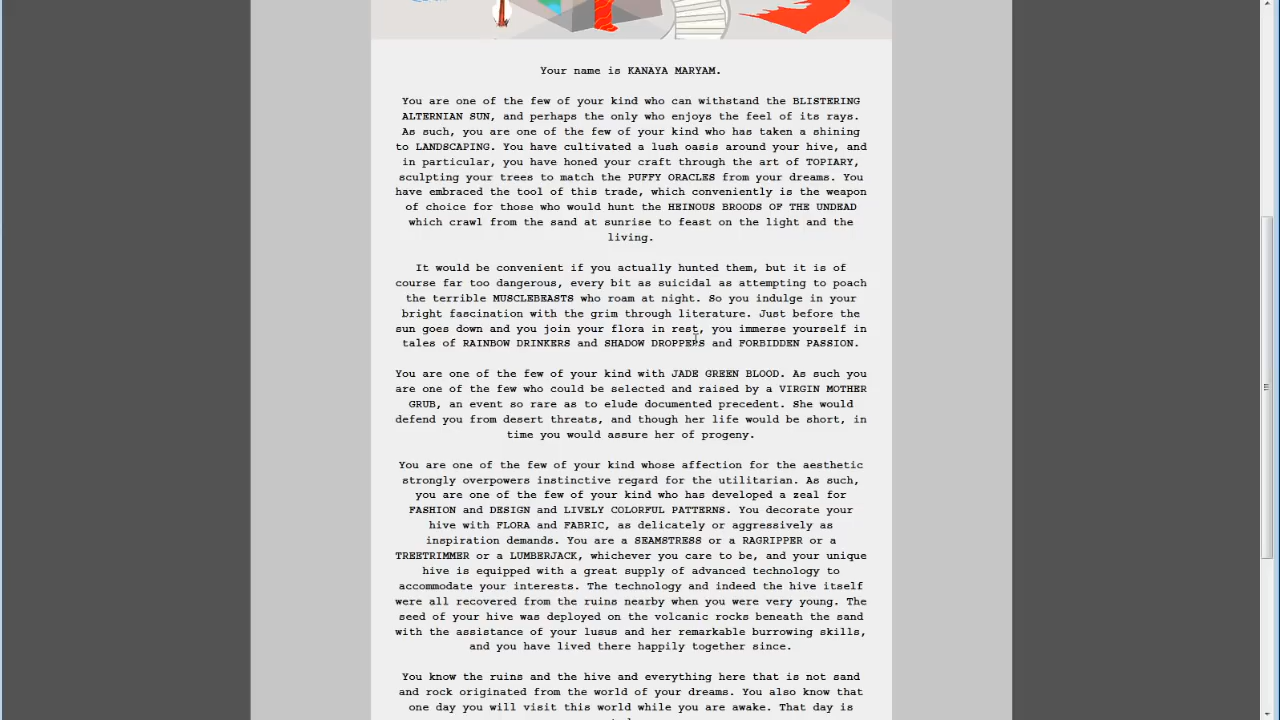 Your name is KANAYA MARYAM.
You are one of the few of your kind who can withstand the BLISTERING
ALTERNIAN SUN, and perhaps the only who enjoys the feel of its rays.
As such, you are one of the few of your kind who has taken a shining
to LANDSCAPING. You have cultivated a lush oasis around your hive, and
in particular, you have honed your craft through the art of TOPIARY,
sculpting your trees to match the PUFFY ORACLES from your dreams. You
have embraced the tool of this trade, which conveniently is the weapon
of choice for those who would hunt the HEINOUS BROODS OF THE UNDEAD
which crawl from the sand at sunrise to feast on the light and the
living.
It would be convenient if you actually hunted them, but it is of
course far too dangerous, every bit as suicidal as attempting to poach
the terrible MUSCLEBEASTS who roam at night. So you indulge in your
bright fascination with the grim through literature. Just before the
sun goes down and you join your flora in rest, you immerse yourself in
tales of RAINBOW DRINKERS and SHADOW DROPPERS and FORBIDDEN PASSION.
You are one of the few of your kind with JADE GREEN BLOOD. As such you
are one of the few who could be selected and raised by a VIRGIN MOTHER
GRUB, an event so rare as to elude documented precedent. She would
defend you from desert threats, and though her life would be short, in
time you would assure her of progeny.
You are one of the few of your kind whose affection for the aesthetic
strongly overpowers instinctive regard for the utilitarian. As such,
you are one of the few of your kind who has developed a zeal for
FASHION and DESIGN and LIVELY COLORFUL PATTERNS. You decorate your
hive with FLORA and FABRIC, as delicately or aggressively as
inspiration demands. You are a SEAMSTRESS or a RAGRIPPER or a
TREETRIMMER or a LUMBERJACK, whichever you care to be, and your unique
hive is equipped with a great supply of advanced technology to
accommodate your interests. The technology and indeed the hive itself
were all recovered from the ruins nearby when you were very young. The
seed of your hive was deployed on the volcanic rocks beneath the sand
with the assistance of your lusus and her remarkable burrowing skills,
and you have lived there happily together since.
You know the ruins and the hive and everything here that is not sand
and rock originated from the world of your dreams. You also know that
one day you will visit this world while you are awake. That day is